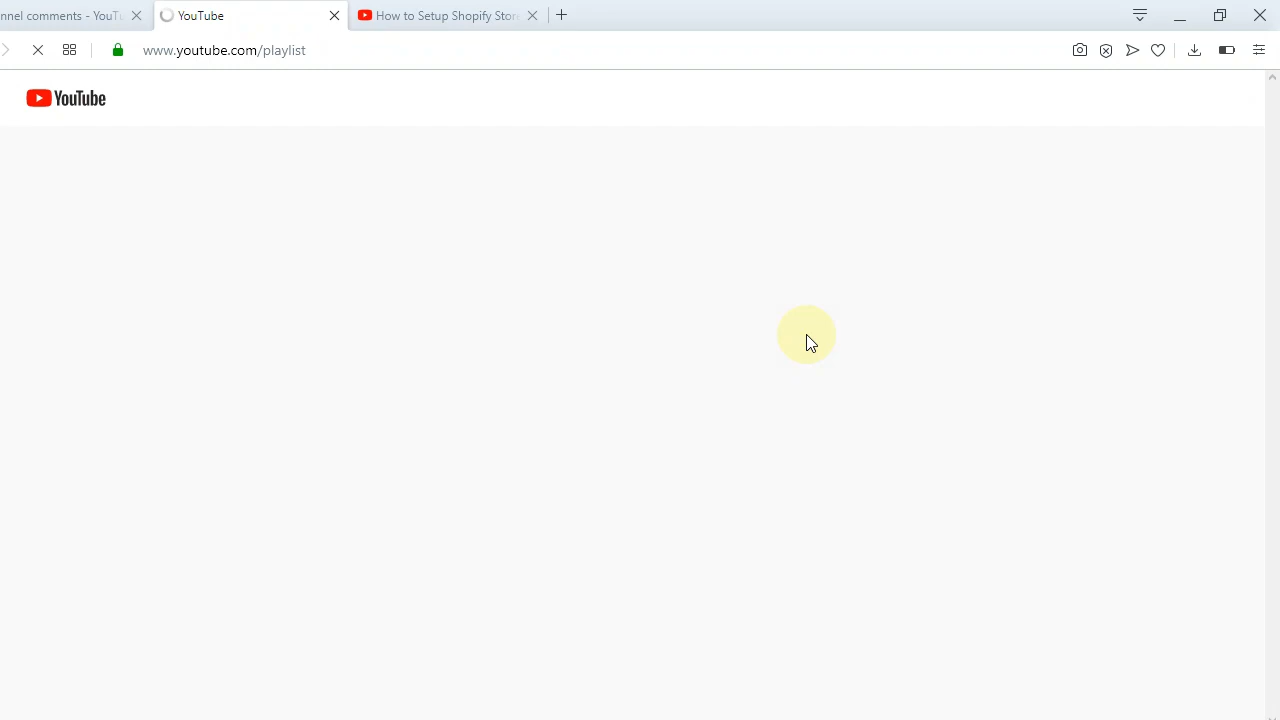 nnel comments - YouTu
YouTube
How to Setup Shopify Stor
www.youtube.com/playlist
YouTube